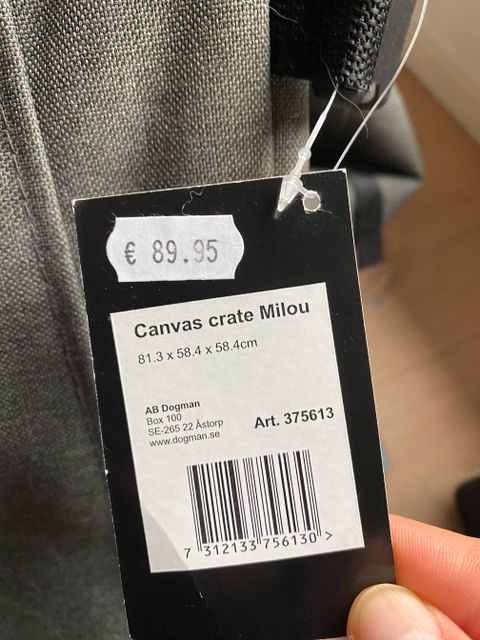 € 89.95
Canvas crate Milou
81.3 x 58.4 x 58.4cm
AB Dogman
Box 100
SE-265 22 Åstorp
www.dogman.se
Art. 375613
7 312133 756130 >